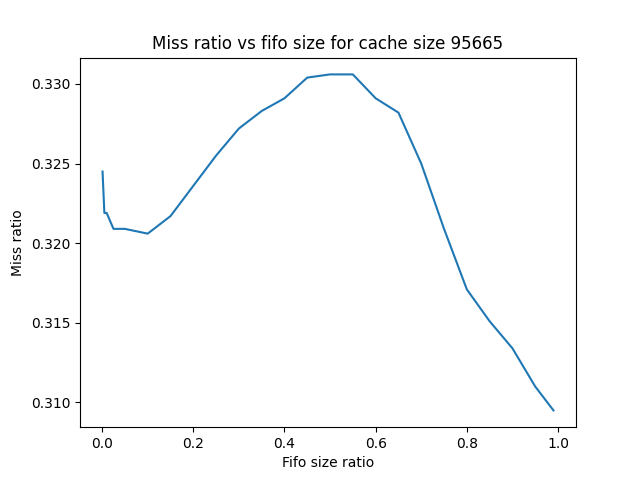 Miss ratio vs fifo size for cache size 95665
0.330
0.325
0.320
0.315
0.310
Miss ratio
0.0 0.2 0.4 0.6 0.8 1.0
Fifo size ratio